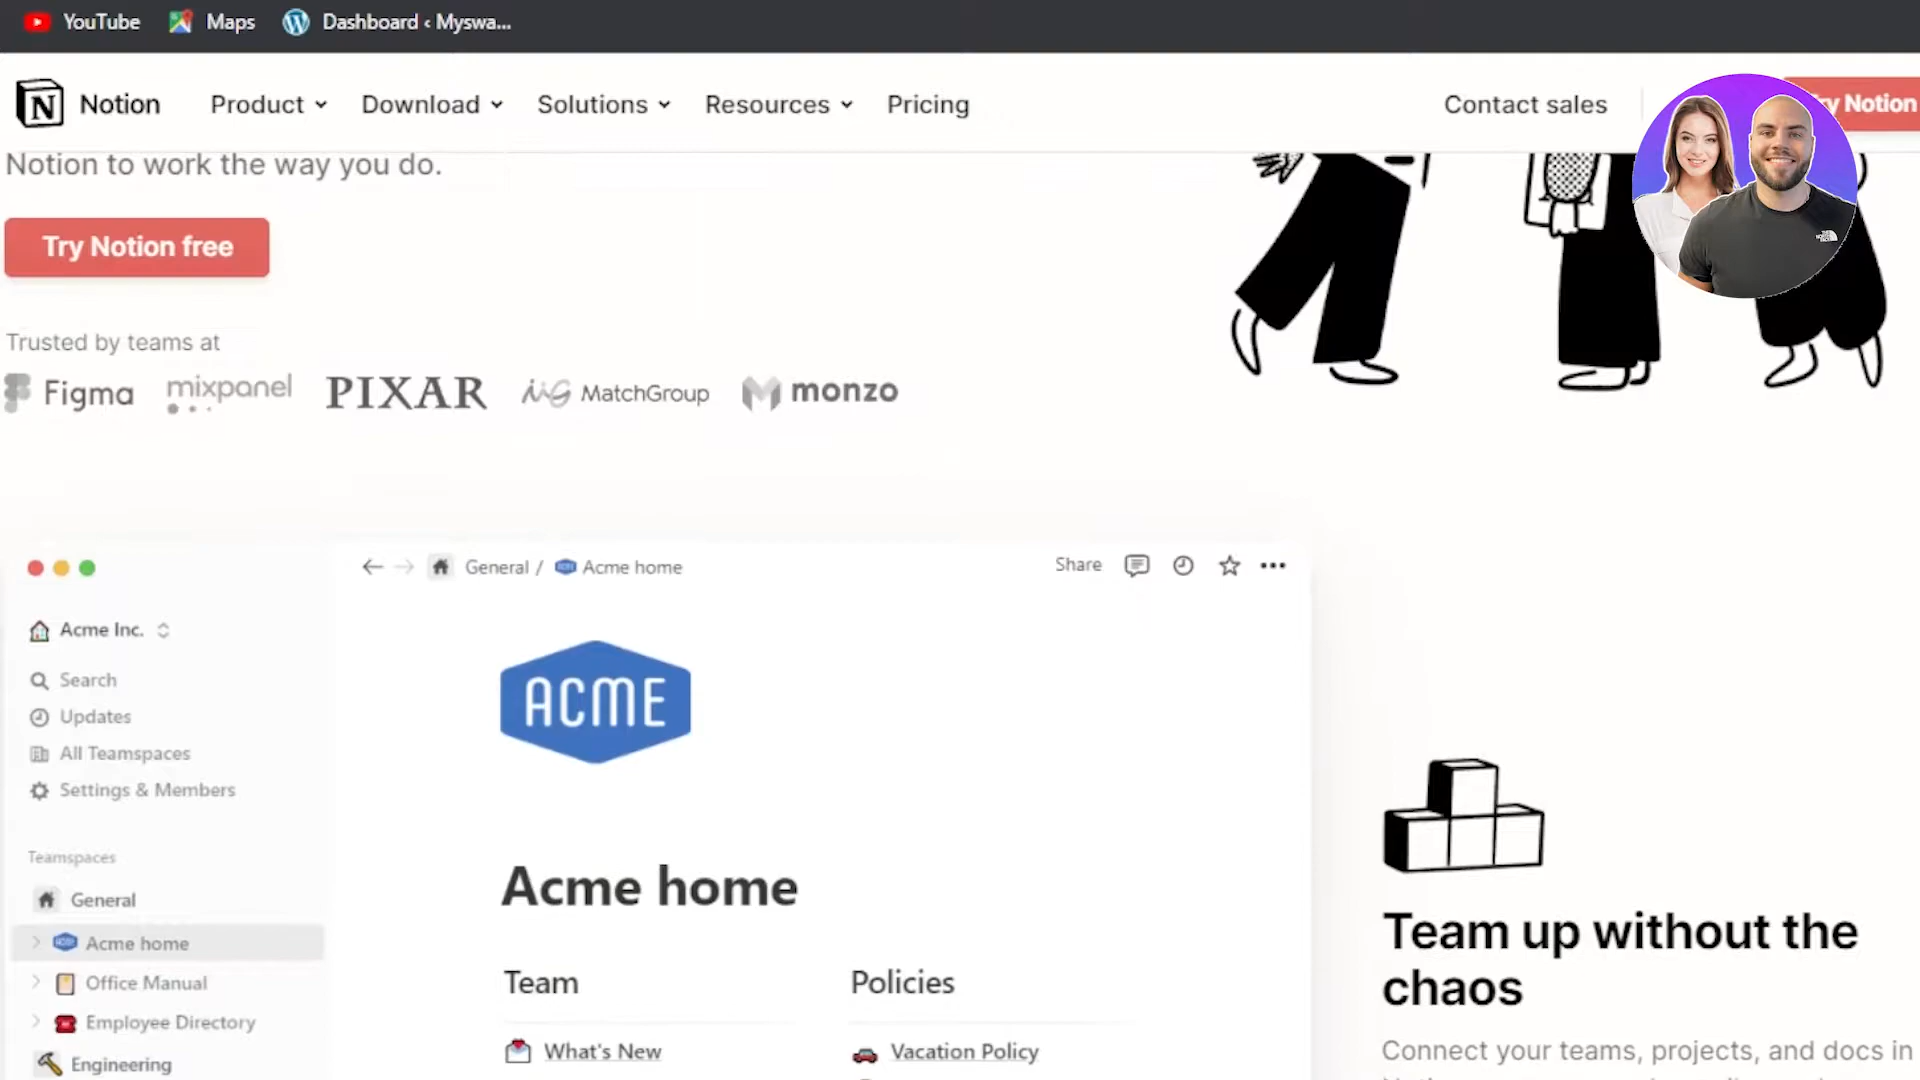 YouTube Maps Dashboard ‹ Myswa...
Notion Product Download Solutions Resources Pricing Contact sales Try Notion
Notion to work the way you do.
Try Notion free
Trusted by teams at
Figma mixpanel PIXAR MatchGroup monzo
General / Acme home Share
Acme Inc.
Search
Updates
All Teamspaces
Settings & Members
Teamspaces
General
Acme home
Office Manual
Employee Directory
Engineering
ACME
Acme home
Team
What's New
Policies
Vacation Policy
Team up without the
chaos
Connect your teams, projects, and docs in